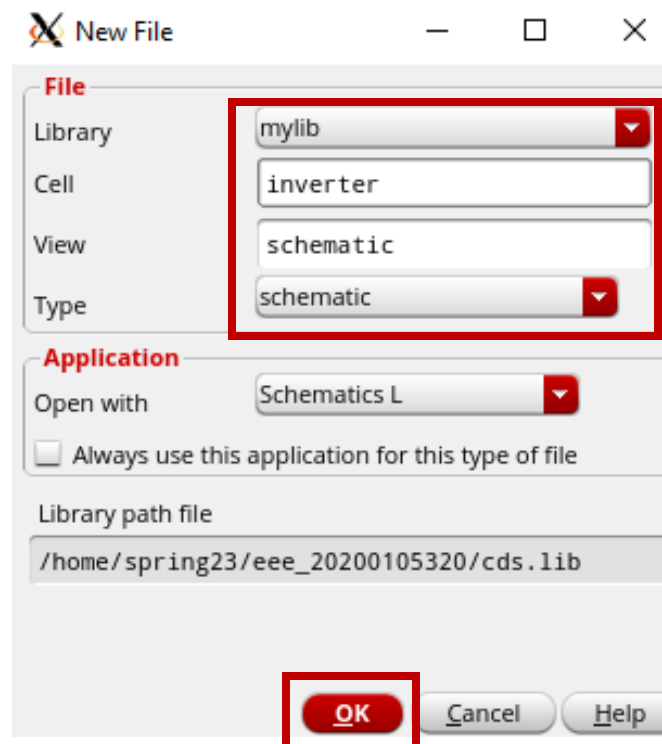 New File
File
Library mylib
Cell inverter
View schematic
Type schematic
Application
Open with Schematics L
Always use this application for this type of file
Library path file
/home/spring23/eee_20200105320/cds.lib
OK Cancel Help